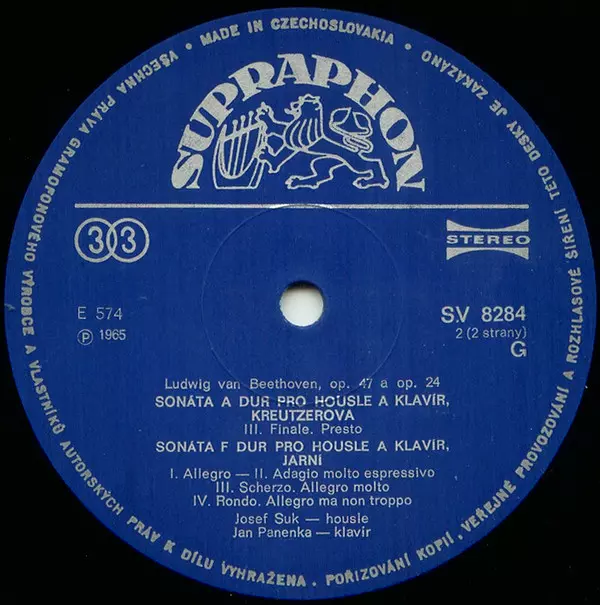 VŠECHNA PRÁVA GRAMOFONOVÉHO VÝROBCE A VLASTNÍKŮ AUTORSKÝCH PRÁV K DÍLU VYHRAŽENA. POŘIZOVÁNÍ KOPIÍ, VEŘEJNÉ PROVOZOVÁNÍ A ROZHLASOVÉ ŠÍŘENÍ TÉTO DESKY JE ZAKÁZÁNO
• MADE IN CZECHOSLOVAKIA •
SUPRAPHON
33
STEREO
E 574
Ⓟ 1965
SV 8284
2 (2 strany)
G
Ludwig van Beethoven, op. 47 a op. 24
SONÁTA A DUR PRO HOUSLE A KLAVÍR,
KREUTZEROVA
III. Finale. Presto
SONÁTA F DUR PRO HOUSLE A KLAVÍR,
JARNÍ
I. Allegro — II. Adagio molto espressivo
III. Scherzo. Allegro molto
IV. Rondo. Allegro ma non troppo
Josef Suk — housle
Jan Panenka — klavír